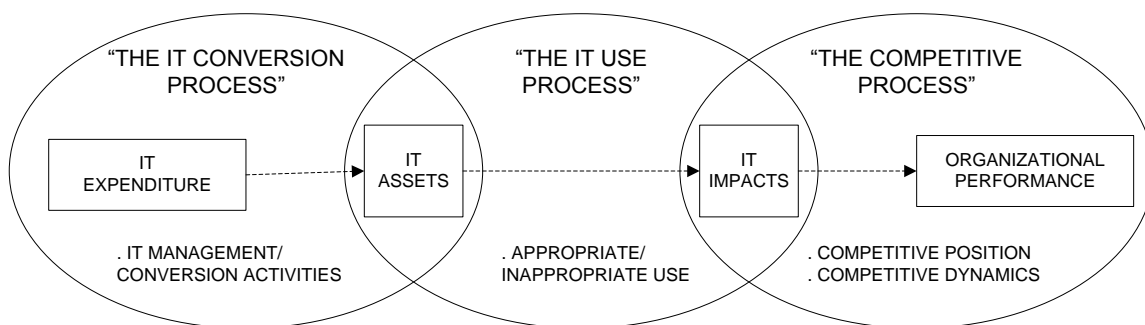 “THE IT CONVERSION
PROCESS”
“THE IT USE
PROCESS”
“THE COMPETITIVE
PROCESS”
IT
EXPENDITURE
IT
ASSETS
IT
IMPACTS
ORGANIZATIONAL
PERFORMANCE
. IT MANAGEMENT/
CONVERSION ACTIVITIES
. APPROPRIATE/
INAPPROPRIATE USE
. COMPETITIVE POSITION
. COMPETITIVE DYNAMICS